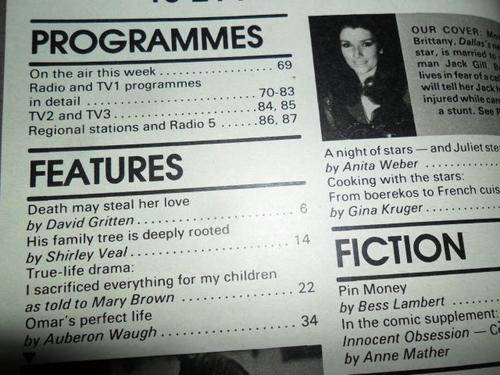 PROGRAMMES
On the air this week . . . . . . . . . . . . . . . . . 69
Radio and TV1 programmes
in detail . . . . . . . . . . . . . . . . . . . . . . . 70-83
TV2 and TV3 . . . . . . . . . . . . . . . . . . . 84, 85
Regional stations and Radio 5 . . . . . . 86, 87
FEATURES
Death may steal her love
by David Gritten . . . . . . . . . . . . . . . . . . . . . 6
His family tree is deeply rooted
by Shirley Veal . . . . . . . . . . . . . . . . . . . . . 14
True-life drama:
I sacrificed everything for my children
as told to Mary Brown . . . . . . . . . . . . . . 22
Omar's perfect life
by Auberon Waugh . . . . . . . . . . . . . . . . . 34
OUR COVER:
Brittany, Dallas's
star, is married to
man Jack Gill.
lives in fear of a
will tell her Jack
injured while
a stunt. See
A night of stars — and Juliet
by Anita Weber
Cooking with the stars:
From boerekos to French
by Gina Kruger
FICTION
Pin Money
by Bess Lambert
In the comic supplement:
Innocent Obsession —
by Anne Mather